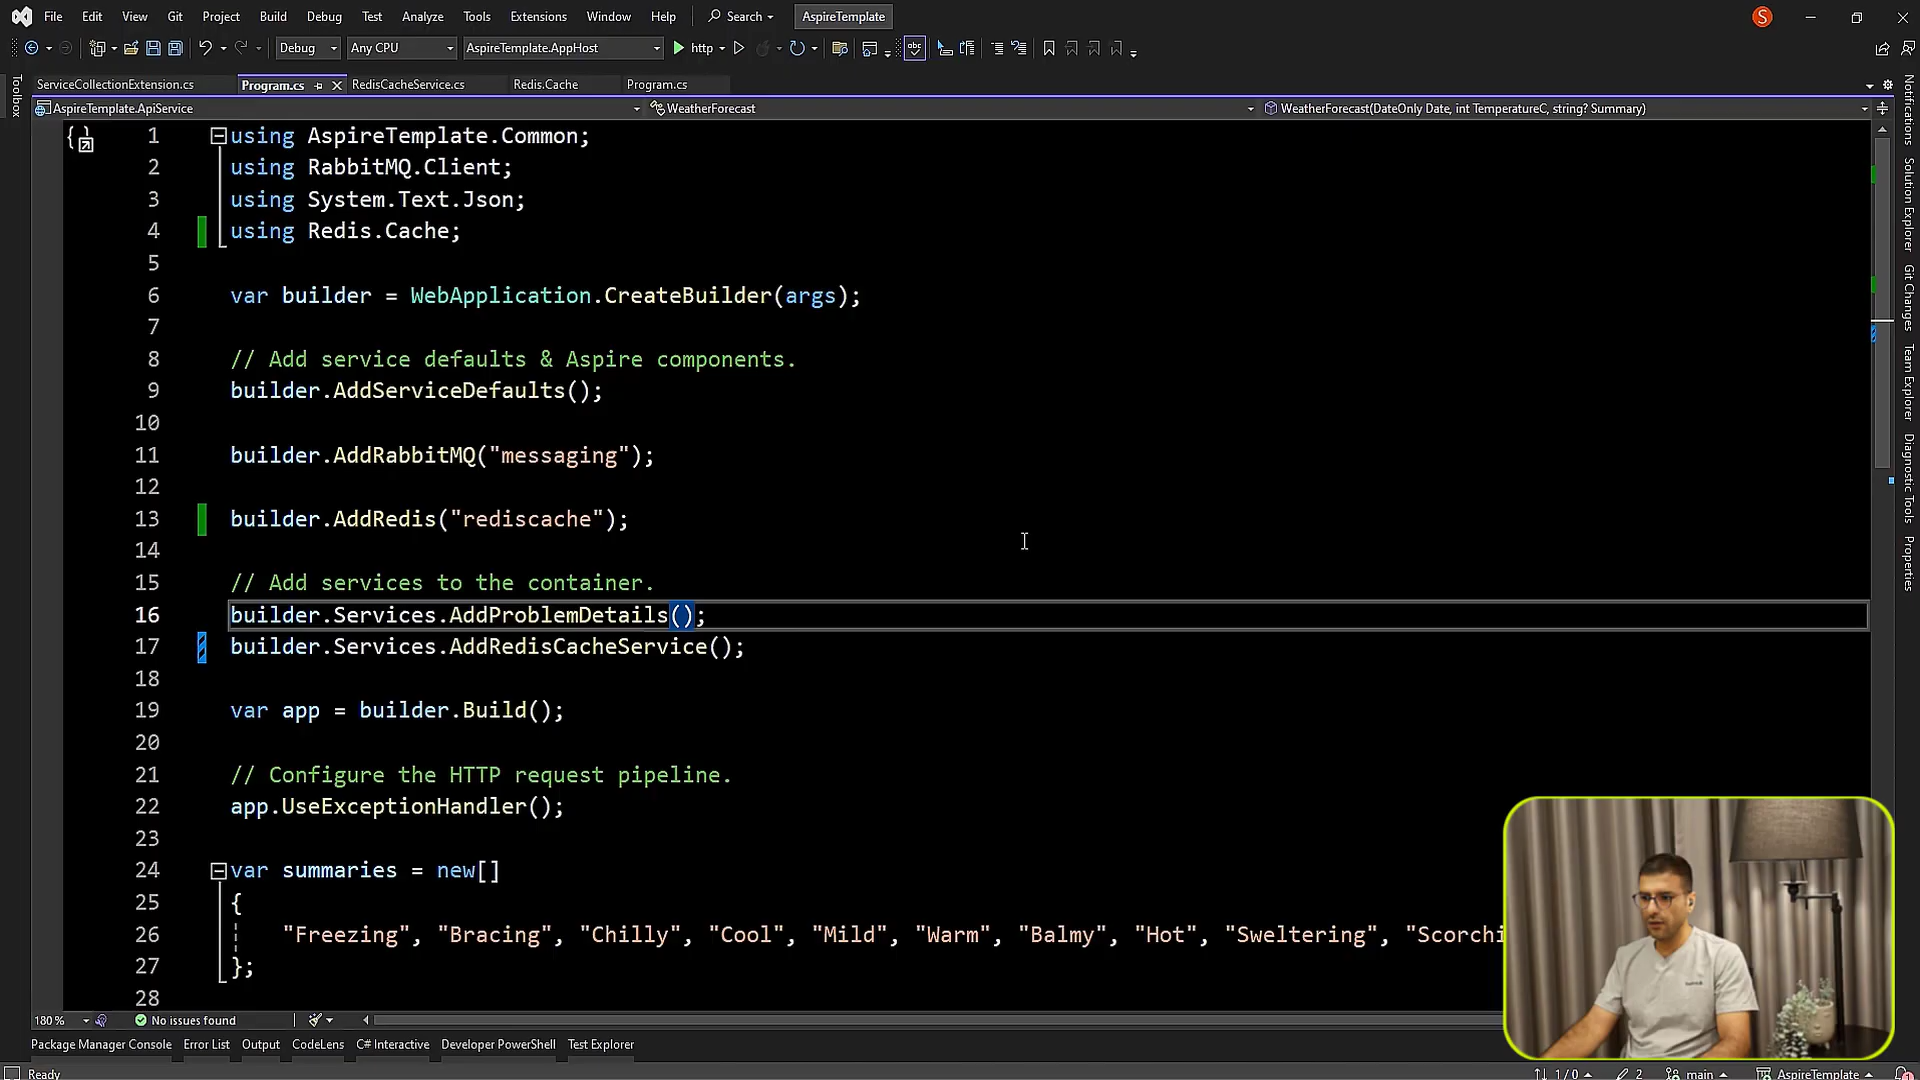 File Edit View Git Project Build Debug Test Analyze Tools Extensions Window Help Search AspireTemplate S
Debug Any CPU AspireTemplate.AppHost http abc
ServiceCollectionExtension.cs Program.cs RedisCacheService.cs Redis.Cache Program.cs
AspireTemplate.ApiService WeatherForecast WeatherForecast(DateOnly Date, int TemperatureC, string? Summary)
1 using AspireTemplate.Common;
2 using RabbitMQ.Client;
3 using System.Text.Json;
4 using Redis.Cache;
5
6 var builder = WebApplication.CreateBuilder(args);
7
8 // Add service defaults & Aspire components.
9 builder.AddServiceDefaults();
10
11 builder.AddRabbitMQ("messaging");
12
13 builder.AddRedis("rediscache");
14
15 // Add services to the container.
16 builder.Services.AddProblemDetails();
17 builder.Services.AddRedisCacheService();
18
19 var app = builder.Build();
20
21 // Configure the HTTP request pipeline.
22 app.UseExceptionHandler();
23
24 var summaries = new[]
25 {
26 "Freezing", "Bracing", "Chilly", "Cool", "Mild", "Warm", "Balmy", "Hot", "Sweltering", "Scorchi
27 };
28
180 % No issues found
Package Manager Console Error List Output CodeLens C# Interactive Developer PowerShell Test Explorer
Ready 1 / 0 2 main AspireTemplate
Toolbox
Notifications
Solution Explorer
Git Changes
Team Explorer
Diagnostic Tools
Properties